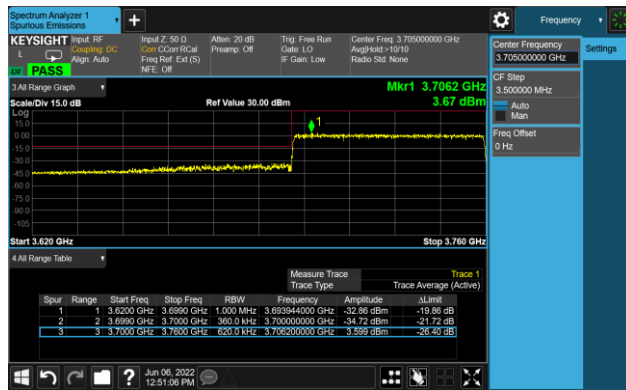 Spectrum Analyzer 1
Spurious Emissions
+
Frequency
KEYSIGHT Input: RF Input Z: 50 Ω Atten: 20 dB Trig: Free Run Center Freq: 3.705000000 GHz
L Coupling: DC Corr CCorr RCal Preamp: Off Gate: LO Avg|Hold:>10/10
Align: Auto Freq Ref: Ext (S) IF Gain: Low Radio Std: None
NFE: Off
PASS
Center Frequency
3.705000000 GHz
Settings
CF Step
3.500000 MHz
Auto
Man
Freq Offset
0 Hz
3 All Range Graph
Mkr1 3.7062 GHz
Scale/Div 15.0 dB Ref Value 30.00 dBm 3.67 dBm
Log
15.0
0.00
-15.0
-30.0
-45.0
-60.0
-75.0
-90.0
-105
1
Start 3.620 GHz Stop 3.760 GHz
4 All Range Table
Measure Trace Trace 1
Trace Type Trace Average (Active)
Spur Range Start Freq Stop Freq RBW Frequency Amplitude ΔLimit
1 1 3.6200 GHz 3.6990 GHz 1.000 MHz 3.693944000 GHz -32.86 dBm -19.86 dB
2 2 3.6990 GHz 3.7000 GHz 360.0 kHz 3.700000000 GHz -34.72 dBm -21.72 dB
3 3 3.7000 GHz 3.7600 GHz 620.0 kHz 3.706200000 GHz 3.599 dBm -26.40 dB
? Jun 06, 2022
12:51:06 PM